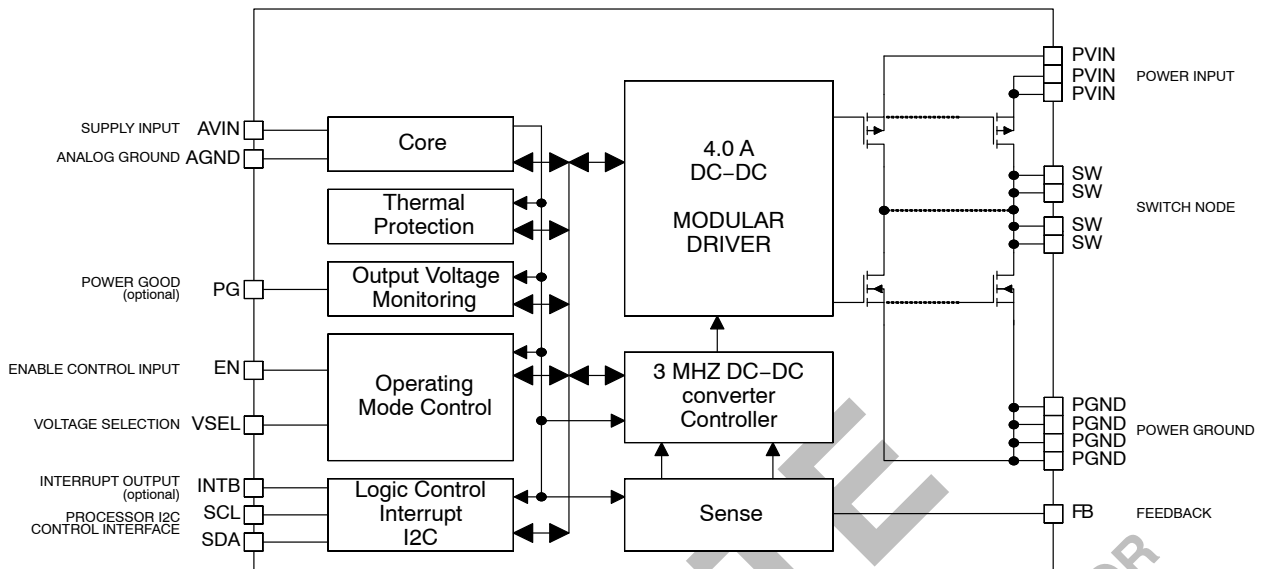 SUPPLY INPUT AVIN
ANALOG GROUND AGND
POWER GOOD
(optional)
PG
ENABLE CONTROL INPUT EN
VOLTAGE SELECTION VSEL
INTERRUPT OUTPUT
(optional)
INTB
PROCESSOR I2C
CONTROL INTERFACE
SCL
SDA
Core
Thermal
Protection
Output Voltage
Monitoring
Operating
Mode Control
Logic Control
Interrupt
I2C
4.0 A
DC−DC
MODULAR
DRIVER
3 MHZ DC−DC
converter
Controller
Sense
PVIN
PVIN
PVIN
POWER INPUT
SW
SW
SW
SW
SWITCH NODE
PGND
PGND
PGND
PGND
POWER GROUND
FB FEEDBACK